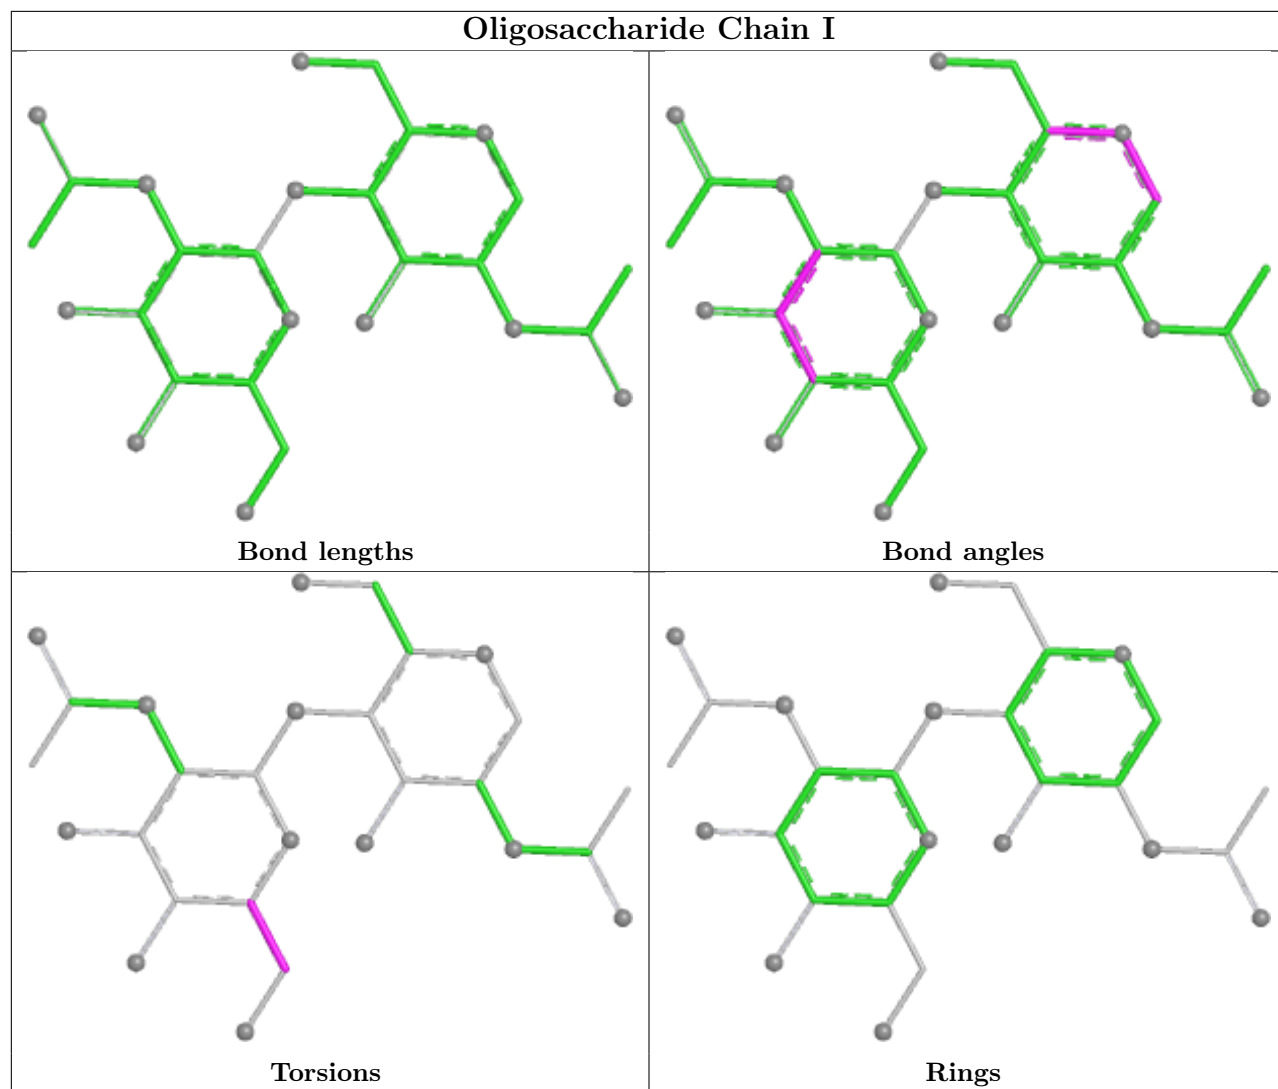 Oligosaccharide Chain I
Bond lengths
Bond angles
Torsions
Rings